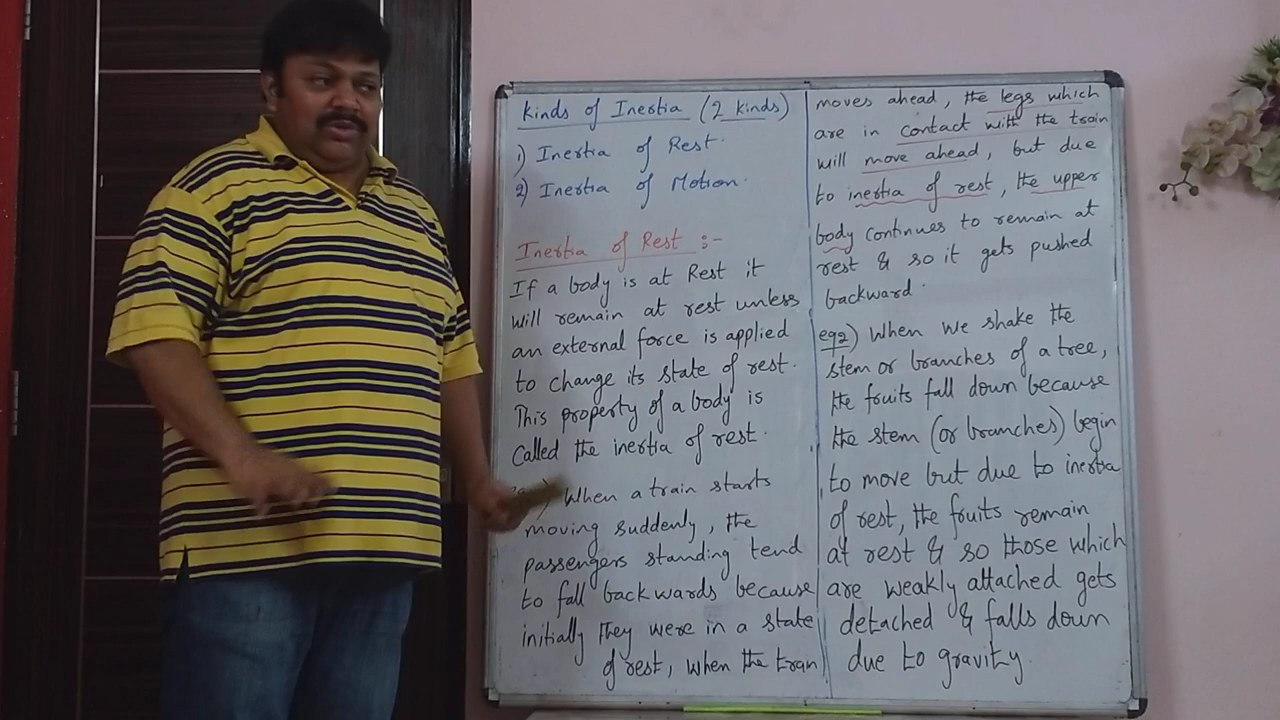 Kinds of Inertia (2 kinds)
1) Inertia of Rest.
2) Inertia of Motion.
Inertia of Rest :-
If a body is at Rest it
will remain at rest unless
an external force is applied
to change its state of rest.
This property of a body is
Called the inertia of rest.
) When a train starts
moving suddenly, the
passengers standing tend
to fall backwards because
initially they were in a state
of rest, when the tran
moves ahead, the legs which
are in contact with the train
will move ahead, but due
to inertia of rest, the upper
body continues to remain at
rest & so it gets pushed
backward.
eg2) When we shake the
stem or branches of a tree,
the fruits fall down because
the stem (or branches) begin
to move but due to inertia
of rest, the fruits remain
at rest & so those which
are weakly attached gets
detached & falls down
due to gravity.